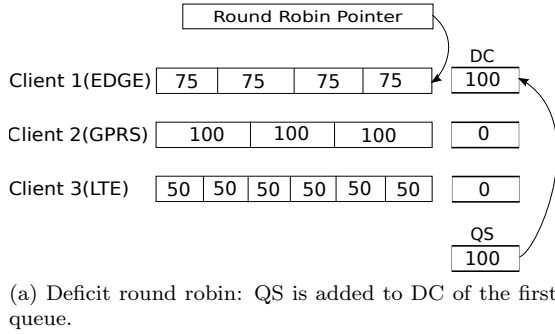 Round Robin Pointer
DC
Client 1(EDGE) 75 75 75 75 100
Client 2(GPRS) 100 100 100 0
Client 3(LTE) 50 50 50 50 50 50 0
QS
100
(a) Deficit round robin: QS is added to DC of the first
queue.